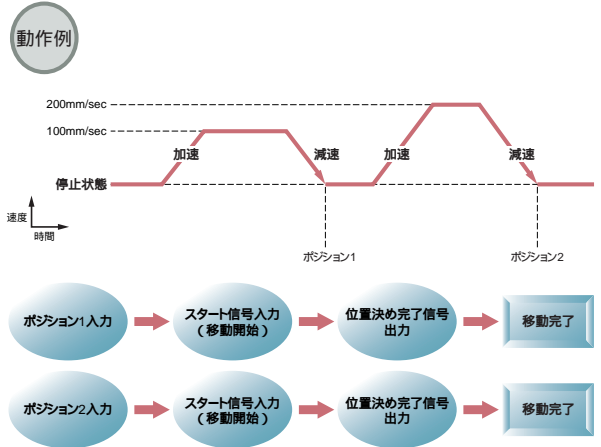 動作例
200mm/sec
100mm/sec
加速
減速
加速
減速
停止状態
速度
時間
ポジション1
ポジション2
ポジション1入力
スタート信号入力
(移動開始)
位置決め完了信号
出力
移動完了
ポジション2入力
スタート信号入力
(移動開始)
位置決め完了信号
出力
移動完了